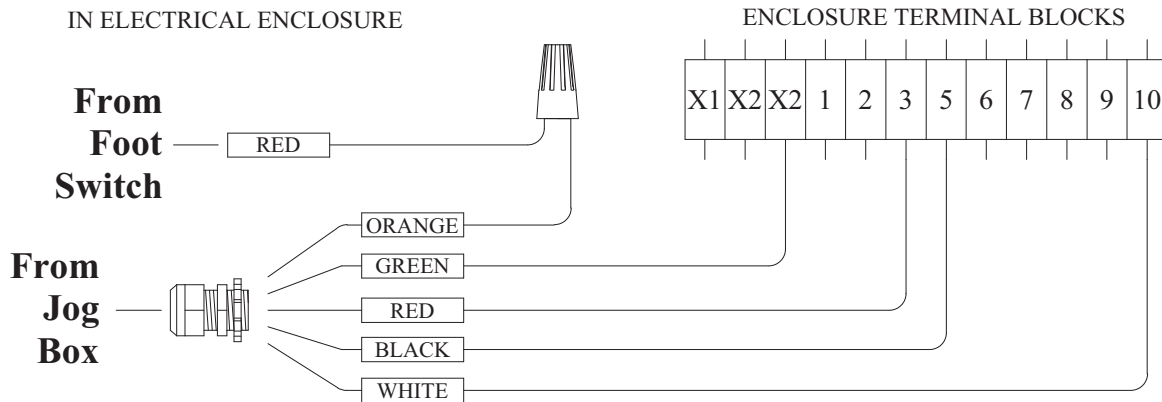 IN ELECTRICAL ENCLOSURE
ENCLOSURE TERMINAL BLOCKS
X1 X2 X2 1 2 3 5 6 7 8 9 10
From
Foot
Switch
RED
ORANGE
GREEN
RED
BLACK
WHITE
From
Jog
Box